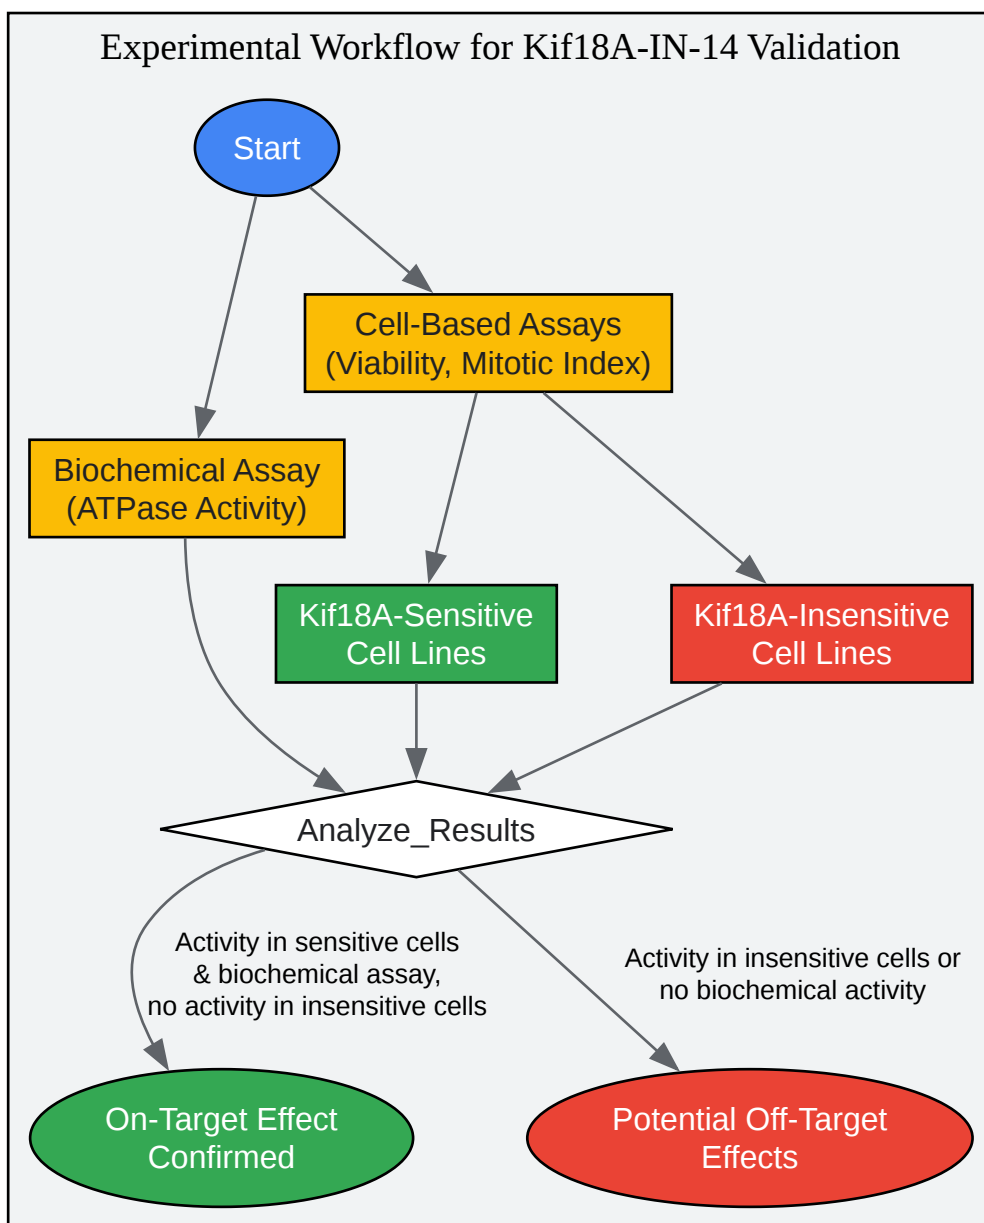 Experimental Workflow for Kif18A-IN-14 Validation
Start
Cell-Based Assays
(Viability, Mitotic Index)
Biochemical Assay
(ATPase Activity)
Kif18A-Sensitive
Cell Lines
Kif18A-Insensitive
Cell Lines
Analyze_Results
Activity in sensitive cells
& biochemical assay,
no activity in insensitive cells
Activity in insensitive cells or
no biochemical activity
On-Target Effect
Confirmed
Potential Off-Target
Effects